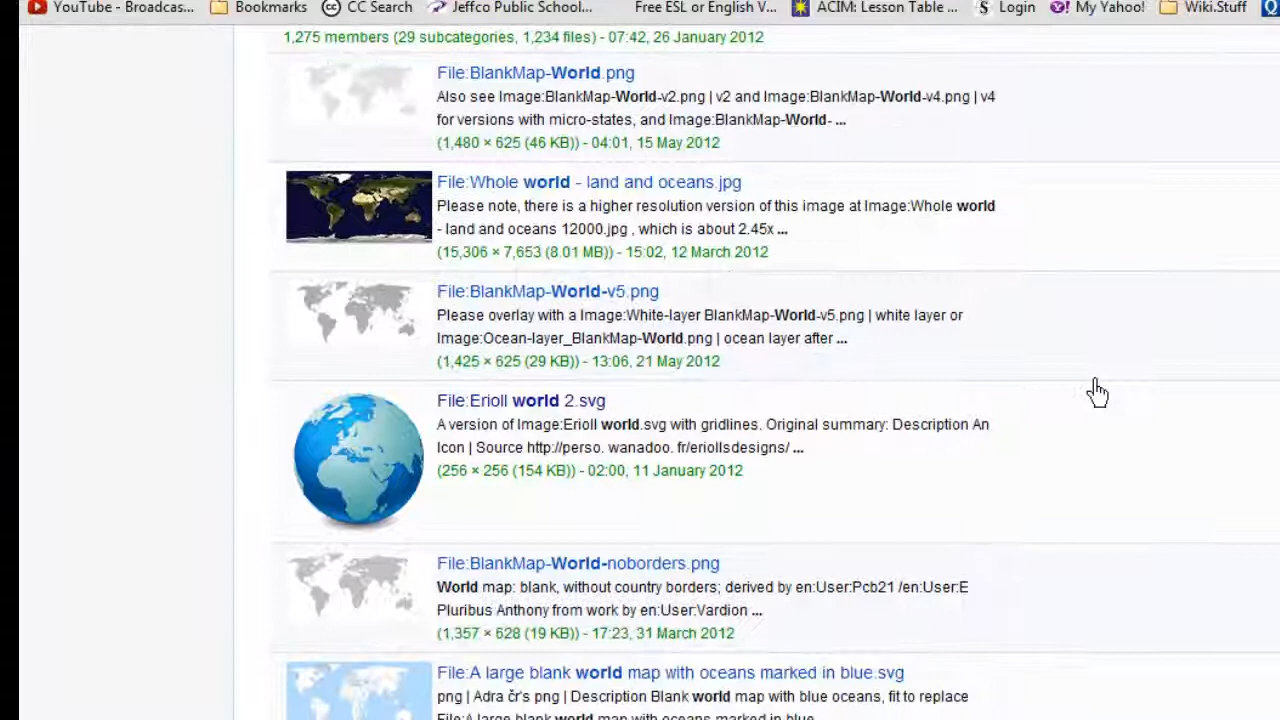 YouTube - Broadcas... Bookmarks CC Search Jeffco Public School... Free ESL or English V... ACIM: Lesson Table ... Login My Yahoo! Wiki.Stuff
1,275 members (29 subcategories, 1,234 files) - 07:42, 26 January 2012
File:BlankMap-World.png
Also see Image:BlankMap-World-v2.png | v2 and Image:BlankMap-World-v4.png | v4
for versions with micro-states, and Image:BlankMap-World- ...
(1,480 × 625 (46 KB)) - 04:01, 15 May 2012
File:Whole world - land and oceans.jpg
Please note, there is a higher resolution version of this image at Image:Whole world
- land and oceans 12000.jpg , which is about 2.45x ...
(15,306 × 7,653 (8.01 MB)) - 15:02, 12 March 2012
File:BlankMap-World-v5.png
Please overlay with a Image:White-layer BlankMap-World-v5.png | white layer or
Image:Ocean-layer_BlankMap-World.png | ocean layer after ...
(1,425 × 625 (29 KB)) - 13:06, 21 May 2012
File:Erioll world 2.svg
A version of Image:Erioll world.svg with gridlines. Original summary: Description An
Icon | Source http://perso. wanadoo. fr/eriollsdesigns/ ...
(256 × 256 (154 KB)) - 02:00, 11 January 2012
File:BlankMap-World-noborders.png
World map: blank, without country borders; derived by en:User:Pcb21 /en:User:E
Pluribus Anthony from work by en:User:Vardion ...
(1,357 × 628 (19 KB)) - 17:23, 31 March 2012
File:A large blank world map with oceans marked in blue.svg
png | Adra čr's png | Description Blank world map with blue oceans, fit to replace
File:A large blank world map with oceans marked in blue